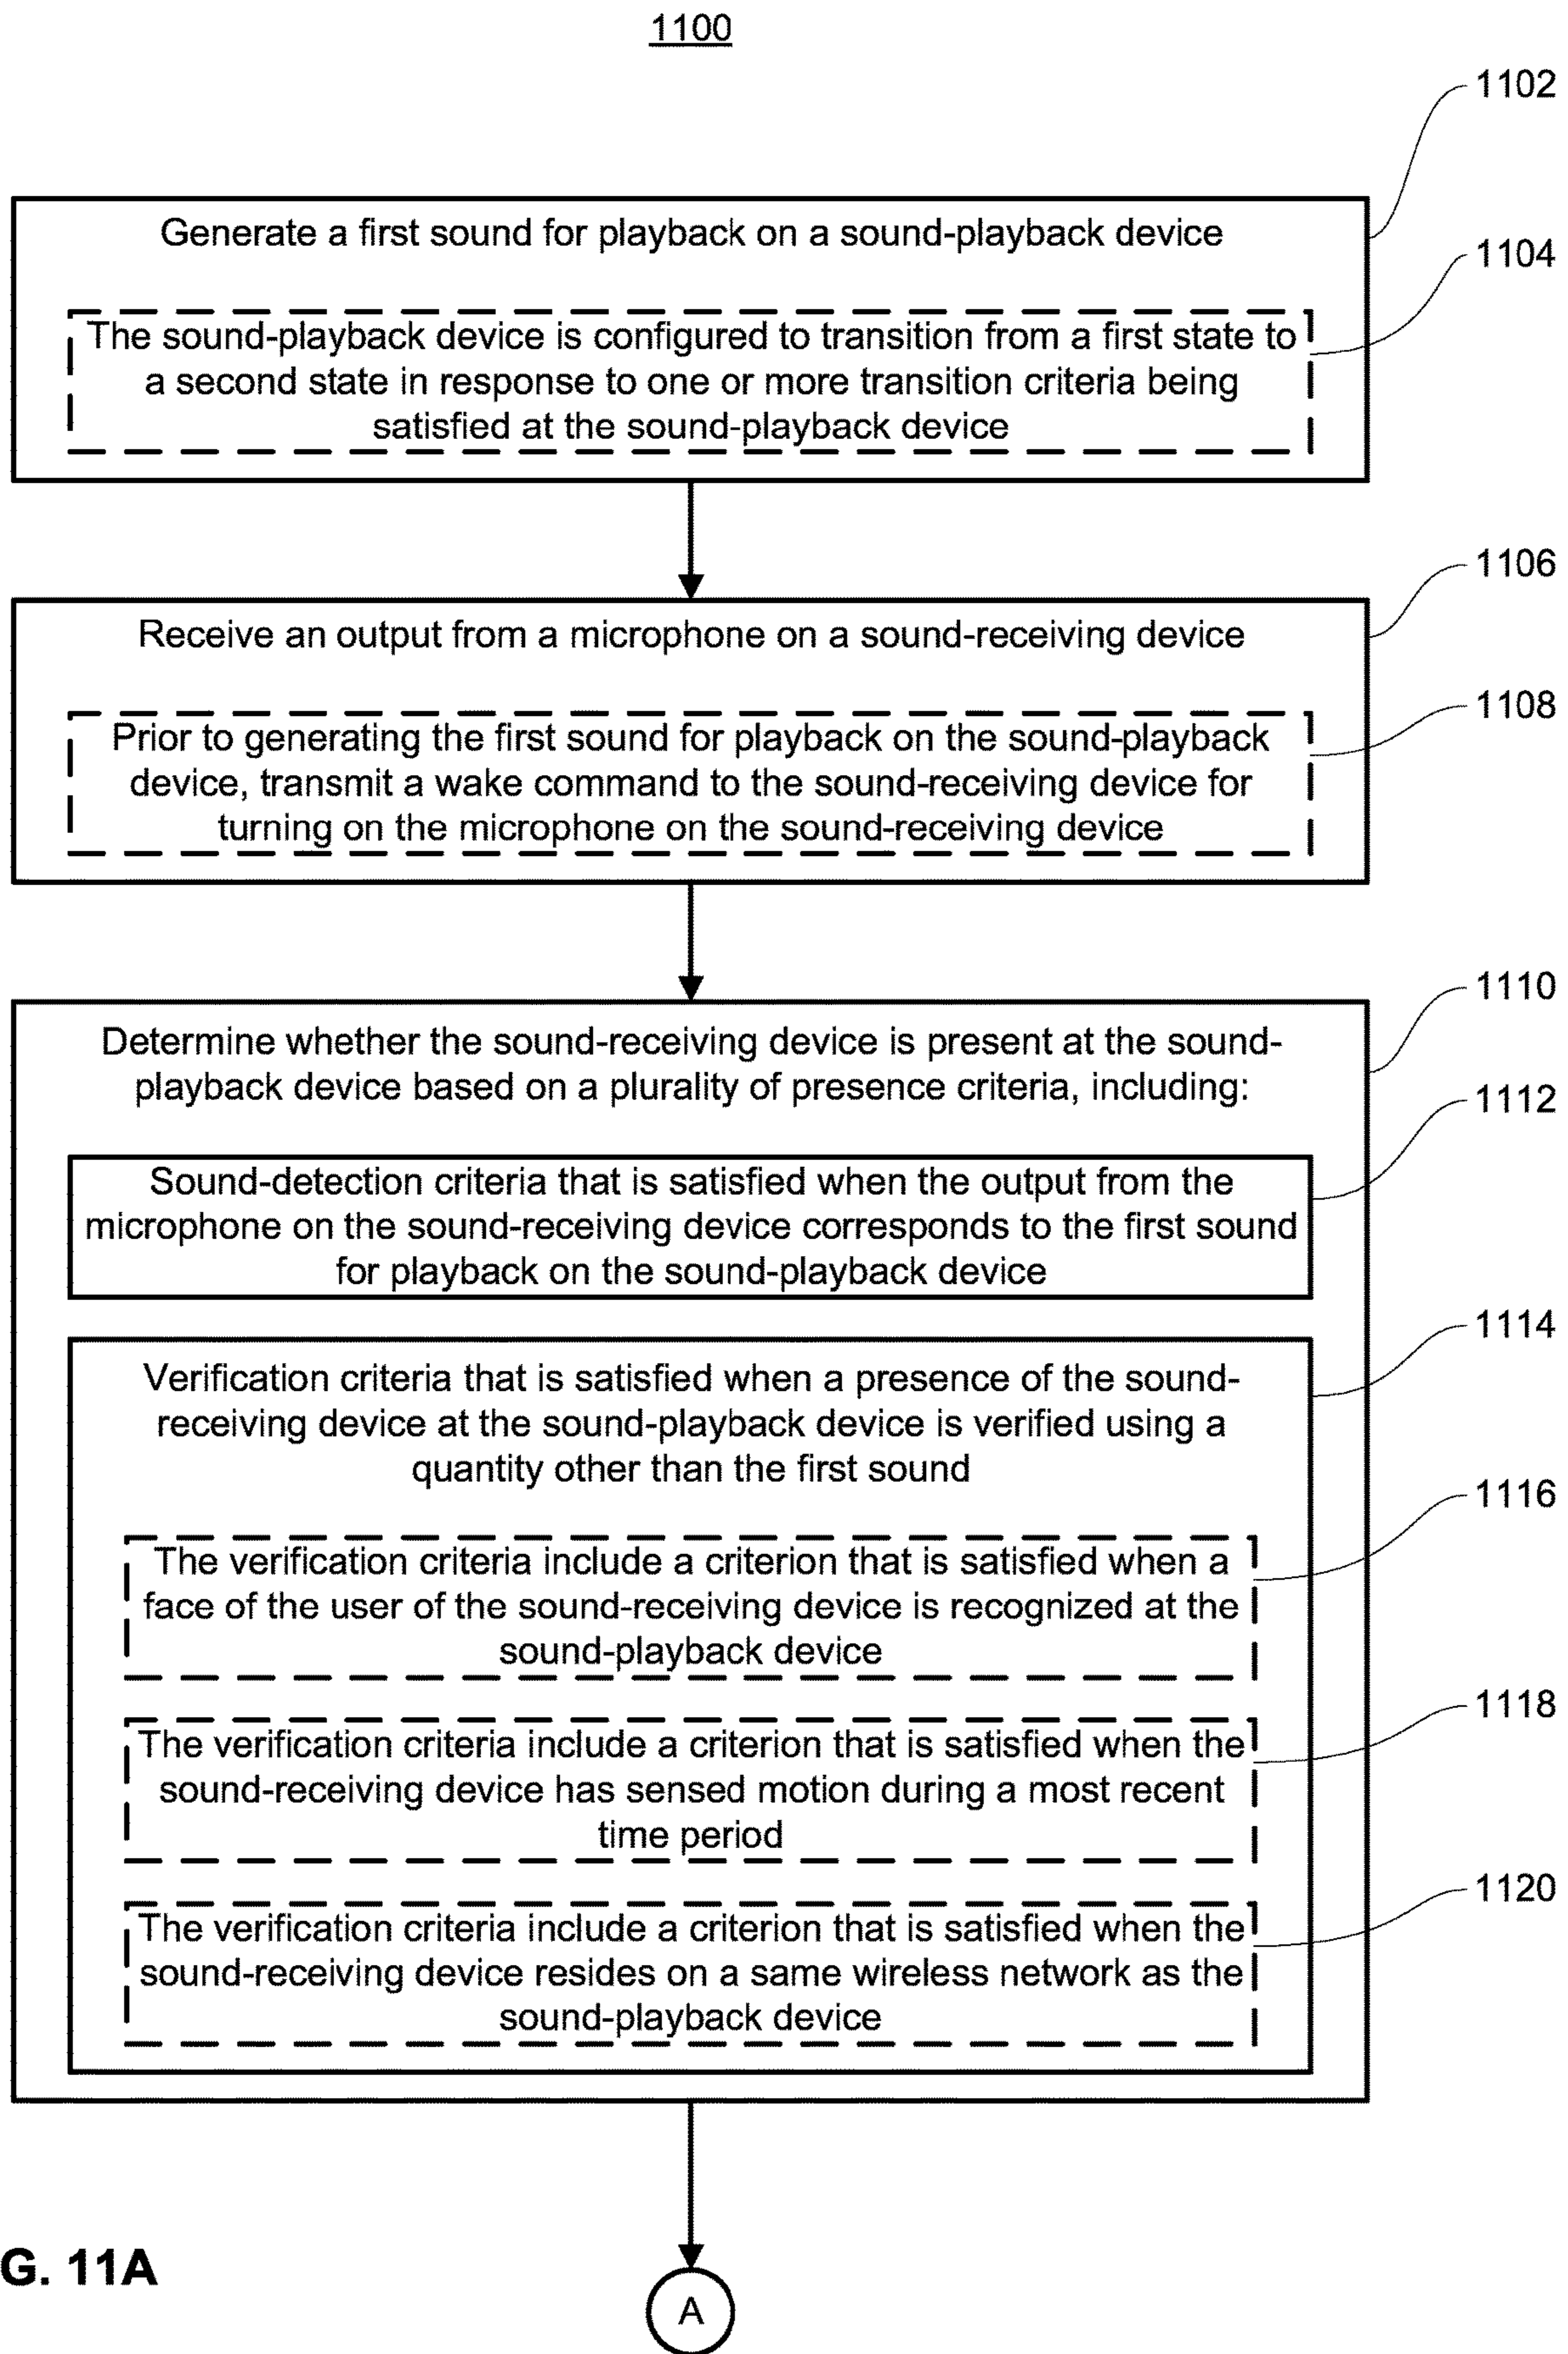 1100
1102
Generate a first sound for playback on a sound-playback device
1104
The sound-playback device is configured to transition from a first state to
a second state in response to one or more transition criteria being
satisfied at the sound-playback device
1106
Receive an output from a microphone on a sound-receiving device
1108
Prior to generating the first sound for playback on the sound-playback
device, transmit a wake command to the sound-receiving device for
turning on the microphone on the sound-receiving device
1110
Determine whether the sound-receiving device is present at the sound-
playback device based on a plurality of presence criteria, including:
1112
Sound-detection criteria that is satisfied when the output from the
microphone on the sound-receiving device corresponds to the first sound
for playback on the sound-playback device
1114
Verification criteria that is satisfied when a presence of the sound-
receiving device at the sound-playback device is verified using a
quantity other than the first sound
1116
The verification criteria include a criterion that is satisfied when a
face of the user of the sound-receiving device is recognized at the
sound-playback device
1118
The verification criteria include a criterion that is satisfied when the
sound-receiving device has sensed motion during a most recent
time period
1120
The verification criteria include a criterion that is satisfied when the
sound-receiving device resides on a same wireless network as the
sound-playback device
G. 11A
A